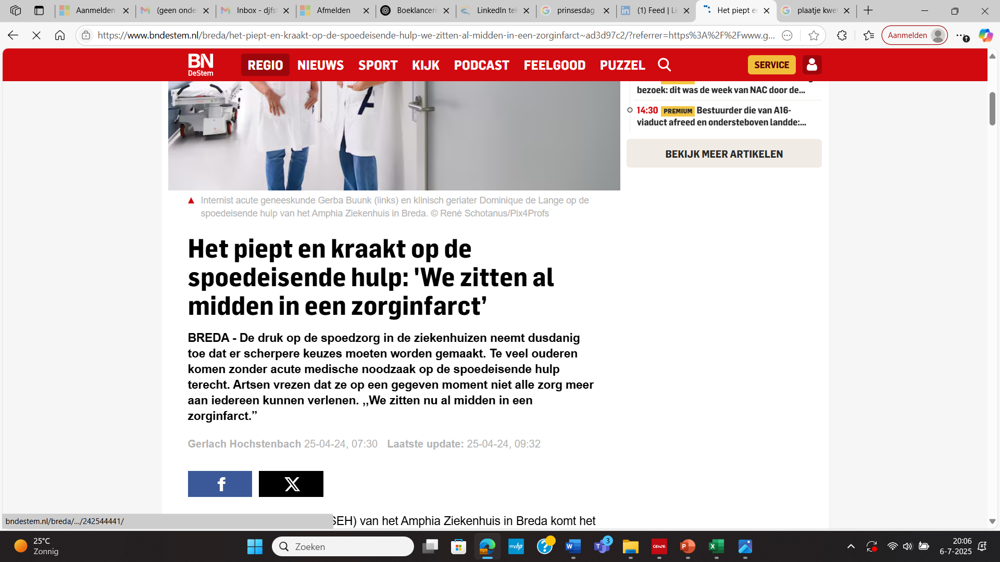 Aanmelden
(geen onde
Inbox - djfs
Afmelden
Boeklanceri
LinkedIn te
prinsesdag
(1) Feed | Li
Het piept e
plaatje kwe
https://www.bndestem.nl/breda/het-piept-en-kraakt-op-de-spoedeisende-hulp-we-zitten-al-midden-in-een-zorginfarct~ad3d97c2/?referrer=https%3A%2F%2Fwww.g...
Aanmelden
BN
DeStem
REGIO NIEUWS SPORT KIJK PODCAST FEELGOOD PUZZEL
SERVICE
bezoek: dit was de week van NAC door de...
14:30 PREMIUM Bestuurder die van A16-
viaduct afreed en ondersteboven landde:...
BEKIJK MEER ARTIKELEN
Internist acute geneeskunde Gerba Buunk (links) en klinisch geriater Dominique de Lange op de
spoedeisende hulp van het Amphia Ziekenhuis in Breda. © René Schotanus/Pix4Profs
Het piept en kraakt op de
spoedeisende hulp: 'We zitten al
midden in een zorginfarct’
BREDA - De druk op de spoedzorg in de ziekenhuizen neemt dusdanig
toe dat er scherpere keuzes moeten worden gemaakt. Te veel ouderen
komen zonder acute medische noodzaak op de spoedeisende hulp
terecht. Artsen vrezen dat ze op een gegeven moment niet alle zorg meer
aan iedereen kunnen verlenen. ,,We zitten nu al midden in een
zorginfarct.”
Gerlach Hochstenbach 25-04-24, 07:30 Laatste update: 25-04-24, 09:32
f X
SEH) van het Amphia Ziekenhuis in Breda komt het
bndestem.nl/breda/.../242544441/
25°C
Zonnig
Zoeken
myhp
3
cewe
20:06
6-7-2025